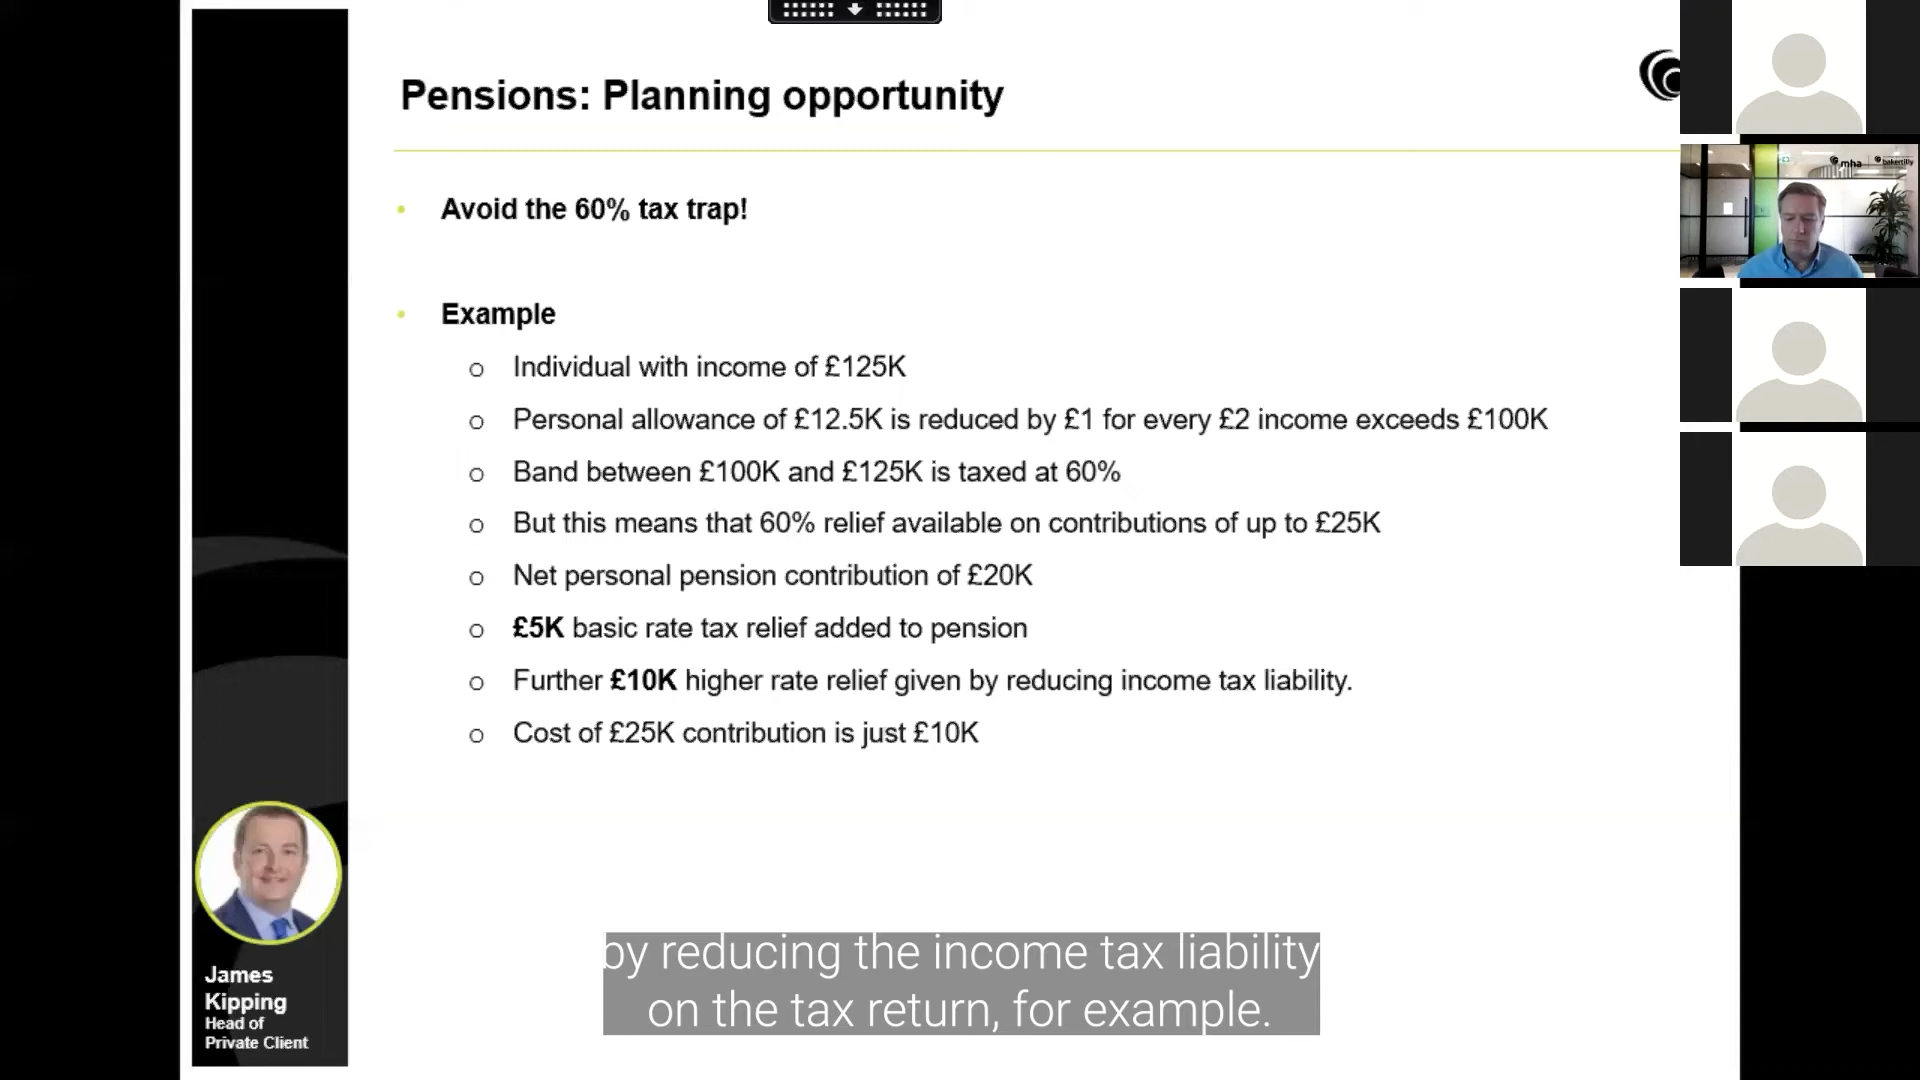 Pensions: Planning opportunity
Avoid the 60% tax trap!
Example
Individual with income of £125K
Personal allowance of £12.5K is reduced by £1 for every £2 income exceeds £100K
Band between £100K and £125K is taxed at 60%
But this means that 60% relief available on contributions of up to £25K
Net personal pension contribution of £20K
£5K basic rate tax relief added to pension
Further £10K higher rate relief given by reducing income tax liability.
Cost of £25K contribution is just £10K
mha
bakertilly
James
Kipping
Head of
Private Client
by reducing the income tax liability
on the tax return, for example.